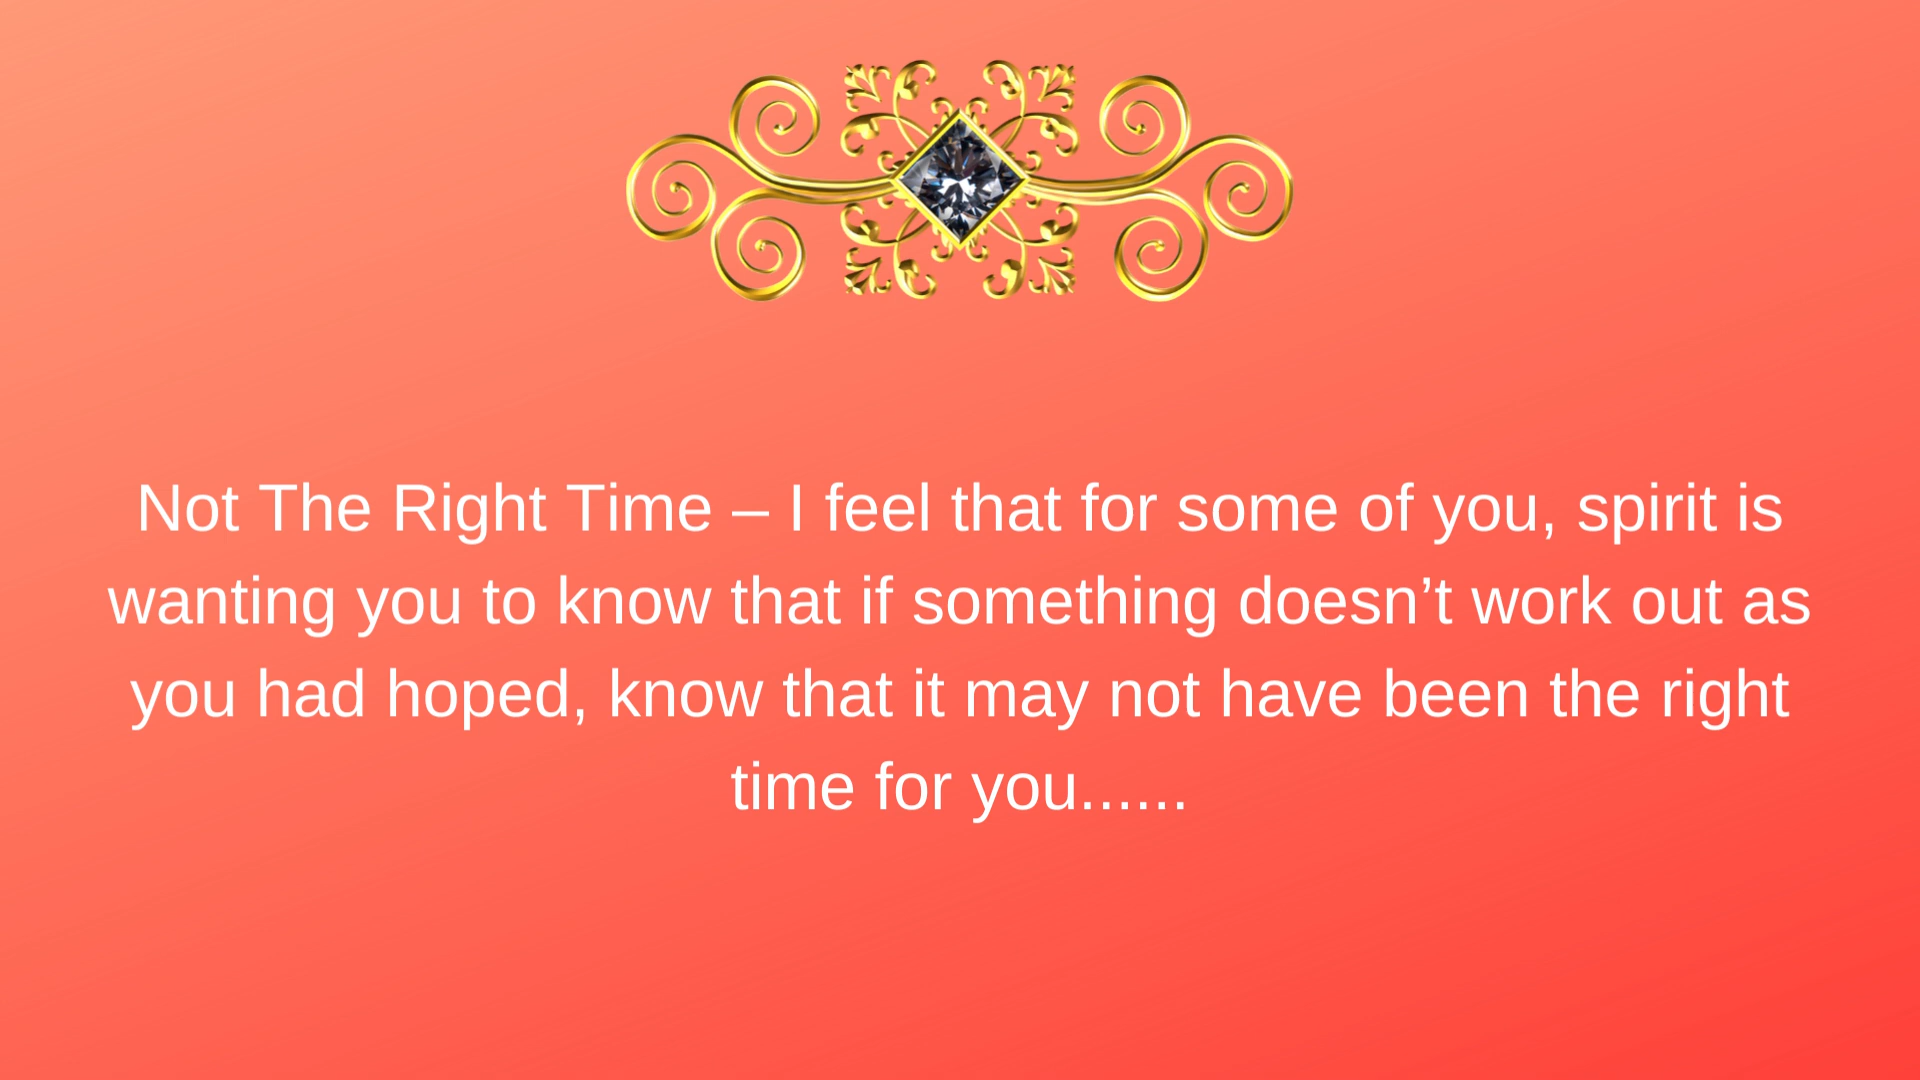 Not The Right Time – I feel that for some of you, spirit is
wanting you to know that if something doesn’t work out as
you had hoped, know that it may not have been the right
time for you......